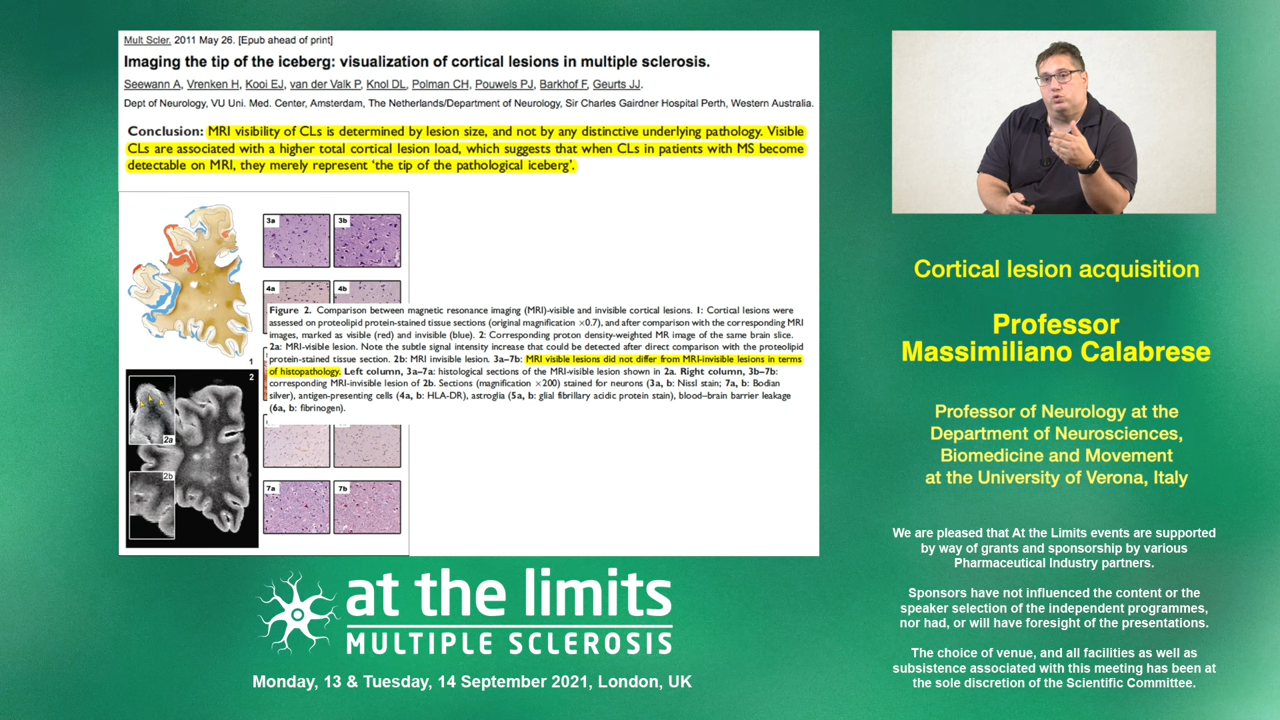 Mult Scler. 2011 May 26. [Epub ahead of print]
Imaging the tip of the iceberg: visualization of cortical lesions in multiple sclerosis.
Seewann A, Vrenken H, Kooi EJ, van der Valk P, Knol DL, Polman CH, Pouwels PJ, Barkhof F, Geurts JJ.
Dept of Neurology, VU Uni. Med. Center, Amsterdam, The Netherlands/Department of Neurology, Sir Charles Gairdner Hospital Perth, Western Australia.
Conclusion: MRI visibility of CLs is determined by lesion size, and not by any distinctive underlying pathology. Visible
CLs are associated with a higher total cortical lesion load, which suggests that when CLs in patients with MS become
detectable on MRI, they merely represent ‘the tip of the pathological iceberg’.
3a
3b
4a
4b
1
2
2a
2b
7a
7b
Figure 2. Comparison between magnetic resonance imaging (MRI)-visible and invisible cortical lesions. 1: Cortical lesions were
assessed on proteolipid protein-stained tissue sections (original magnification ×0.7), and after comparison with the corresponding MRI
images, marked as visible (red) and invisible (blue). 2: Corresponding proton density-weighted MR image of the same brain slice.
2a: MRI-visible lesion. Note the subtle signal intensity increase that could be detected after direct comparison with the proteolipid
protein-stained tissue section. 2b: MRI invisible lesion. 3a–7b: MRI visible lesions did not differ from MRI-invisible lesions in terms
of histopathology. Left column, 3a–7a: histological sections of the MRI-visible lesion shown in 2a. Right column, 3b–7b:
corresponding MRI-invisible lesion of 2b. Sections (magnification ×200) stained for neurons (3a, b: Nissl stain; 7a, b: Bodian
silver), antigen-presenting cells (4a, b: HLA-DR), astroglia (5a, b: glial fibrillary acidic protein stain), blood–brain barrier leakage
(6a, b: fibrinogen).
at the limits
MULTIPLE SCLEROSIS
Monday, 13 & Tuesday, 14 September 2021, London, UK
Cortical lesion acquisition
Professor
Massimiliano Calabrese
Professor of Neurology at the
Department of Neurosciences,
Biomedicine and Movement
at the University of Verona, Italy
We are pleased that At the Limits events are supported
by way of grants and sponsorship by various
Pharmaceutical Industry partners.
Sponsors have not influenced the content or the
speaker selection of the independent programmes,
nor had, or will have foresight of the presentations.
The choice of venue, and all facilities as well as
subsistence associated with this meeting has been at
the sole discretion of the Scientific Committee.